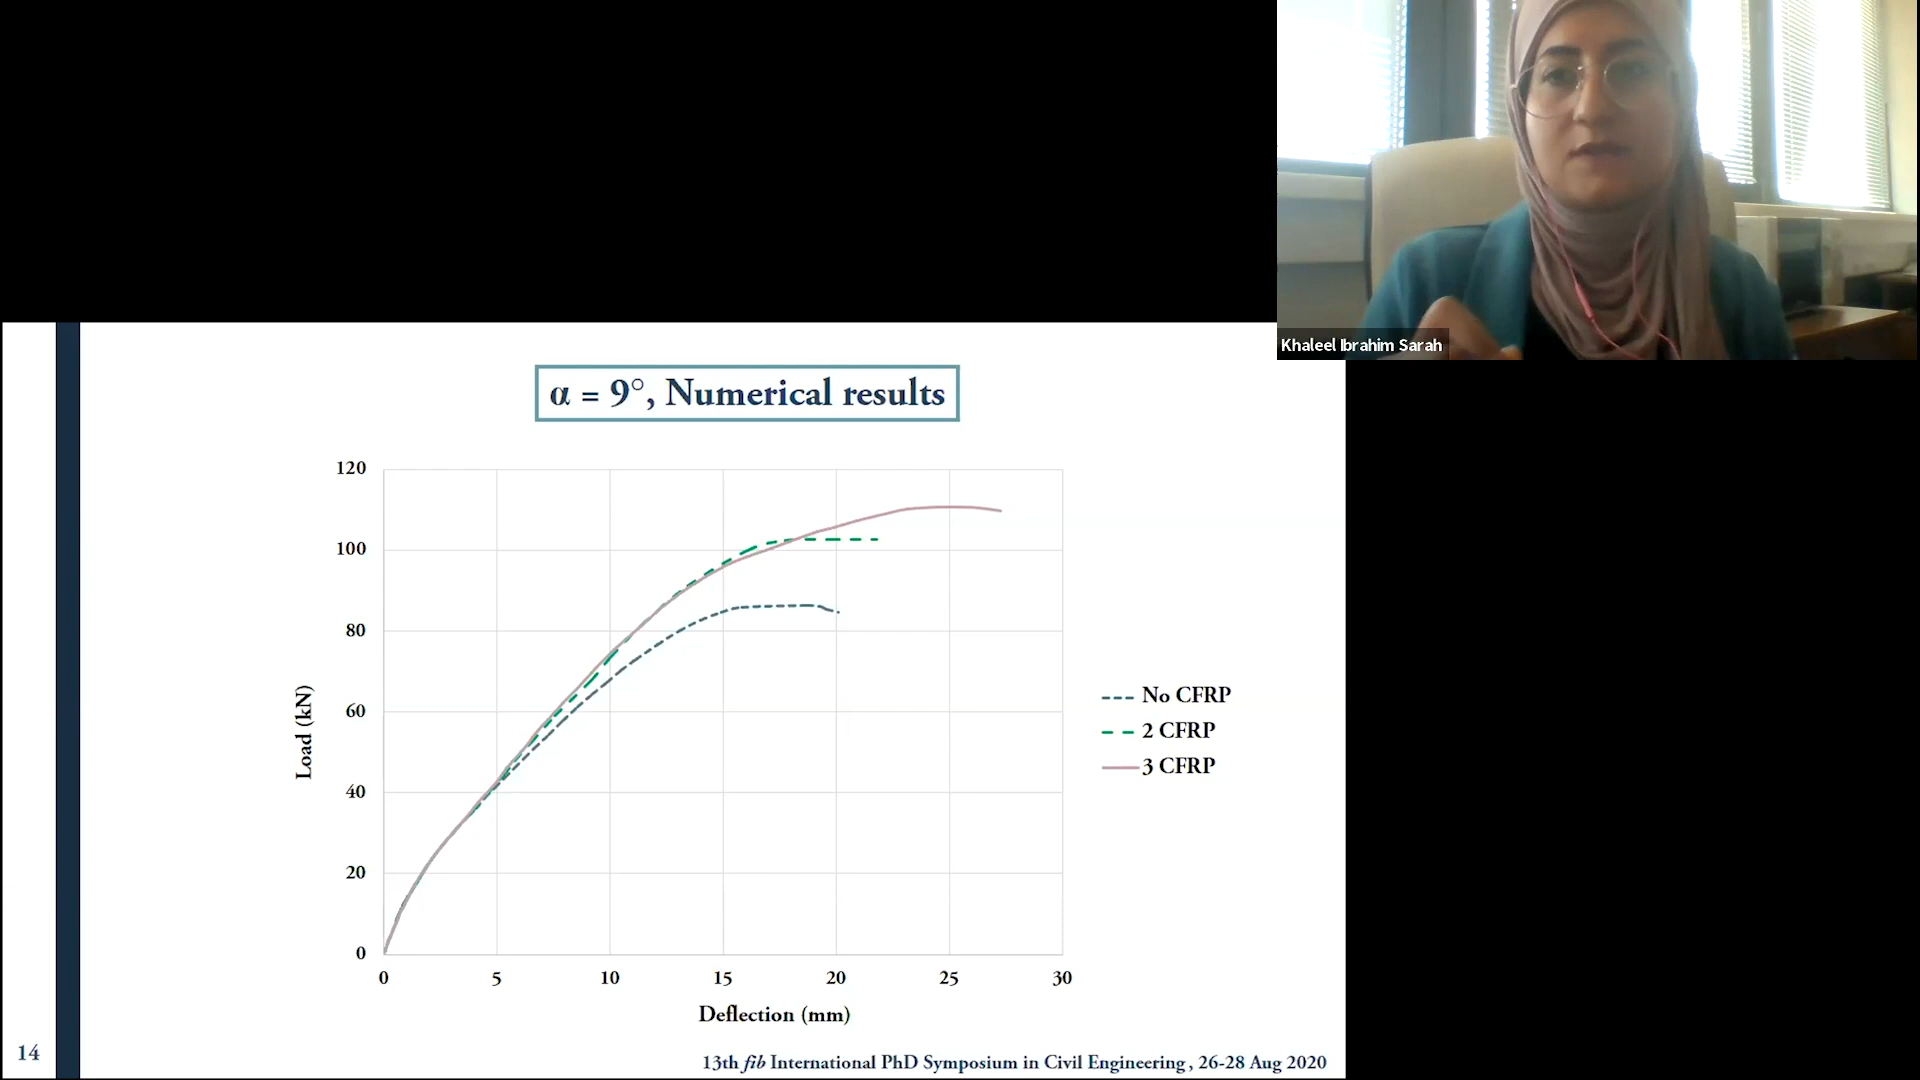 Khaleel Ibrahim Sarah
α = 9°, Numerical results
120
100
80
60
40
20
0
Load (kN)
0 5 10 15 20 25 30
Deflection (mm)
No CFRP
2 CFRP
3 CFRP
14
13th fib International PhD Symposium in Civil Engineering, 26-28 Aug 2020